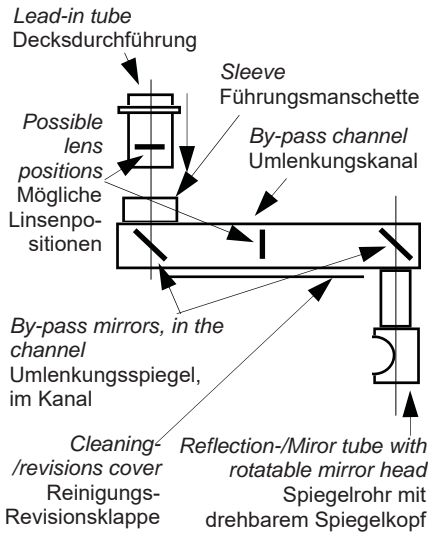 Lead-in tube
Decksdurchführung
Sleeve
Führungsmanschette
Possible
lens
positions
Mögliche
Linsenpo-
sitionen
By-pass channel
Umlenkungskanal
By-pass mirrors, in the
channel
Umlenkungsspiegel,
im Kanal
Cleaning-
/revisions cover
Reinigungs-
Revisionsklappe
Reflection-/Miror tube with
rotatable mirror head
Spiegelrohr mit
drehbarem Spiegelkopf